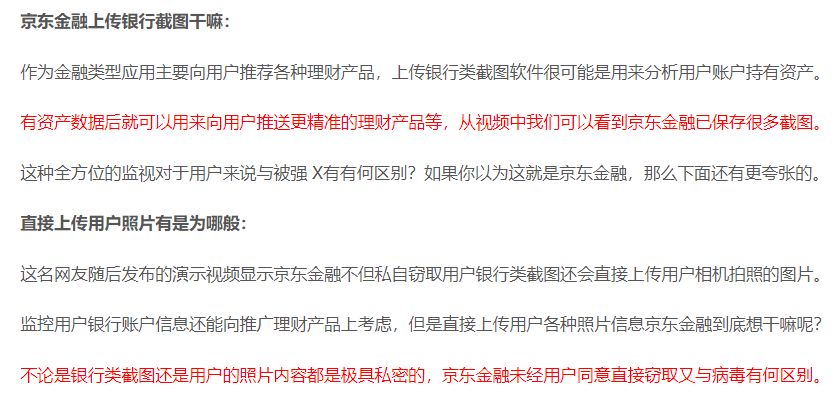 京东金融上传银行截图干嘛：
作为金融类型应用主要向用户推荐各种理财产品，上传银行类截图软件很可能是用来分析用户账户持有资产。
有资产数据后就可以用来向用户推送更精准的理财产品等，从视频中我们可以看到京东金融已保存很多截图。
这种全方位的监视对于用户来说与被强 X有有何区别？如果你以为这就是京东金融，那么下面还有更夸张的。
直接上传用户照片有是为哪般：
这名网友随后发布的演示视频显示京东金融不但私自窃取用户银行类截图还会直接上传用户相机拍照的图片。
监控用户银行账户信息还能向推广理财产品上考虑，但是直接上传用户各种照片信息京东金融到底想干嘛呢？
不论是银行类截图还是用户的照片内容都是极具私密的，京东金融未经用户同意直接窃取又与病毒有何区别。